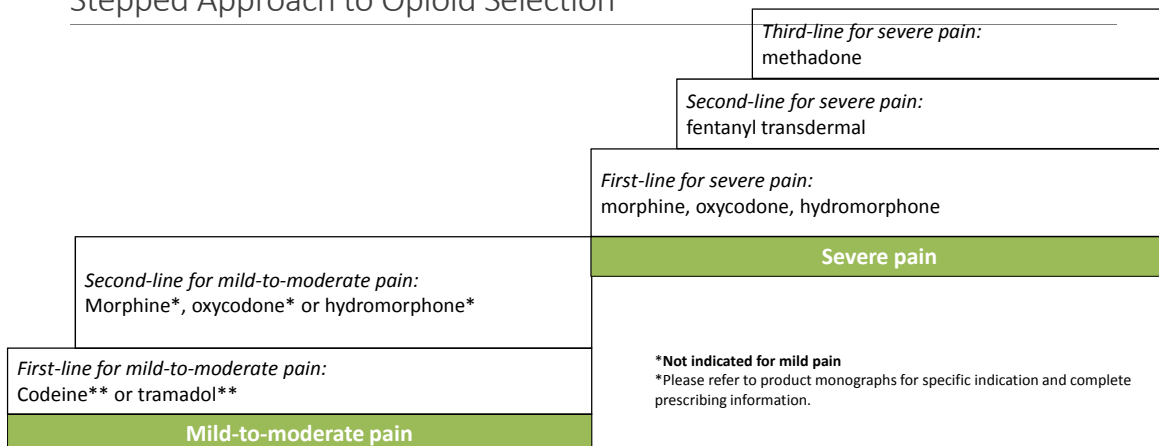 Stepped Approach to Opioid Selection
Third-line for severe pain:
methadone
Second-line for severe pain:
fentanyl transdermal
First-line for severe pain:
morphine, oxycodone, hydromorphone
Severe pain
Second-line for mild-to-moderate pain:
Morphine*, oxycodone* or hydromorphone*
First-line for mild-to-moderate pain:
Codeine** or tramadol**
Mild-to-moderate pain
*Not indicated for mild pain
*Please refer to product monographs for specific indication and complete
prescribing information.